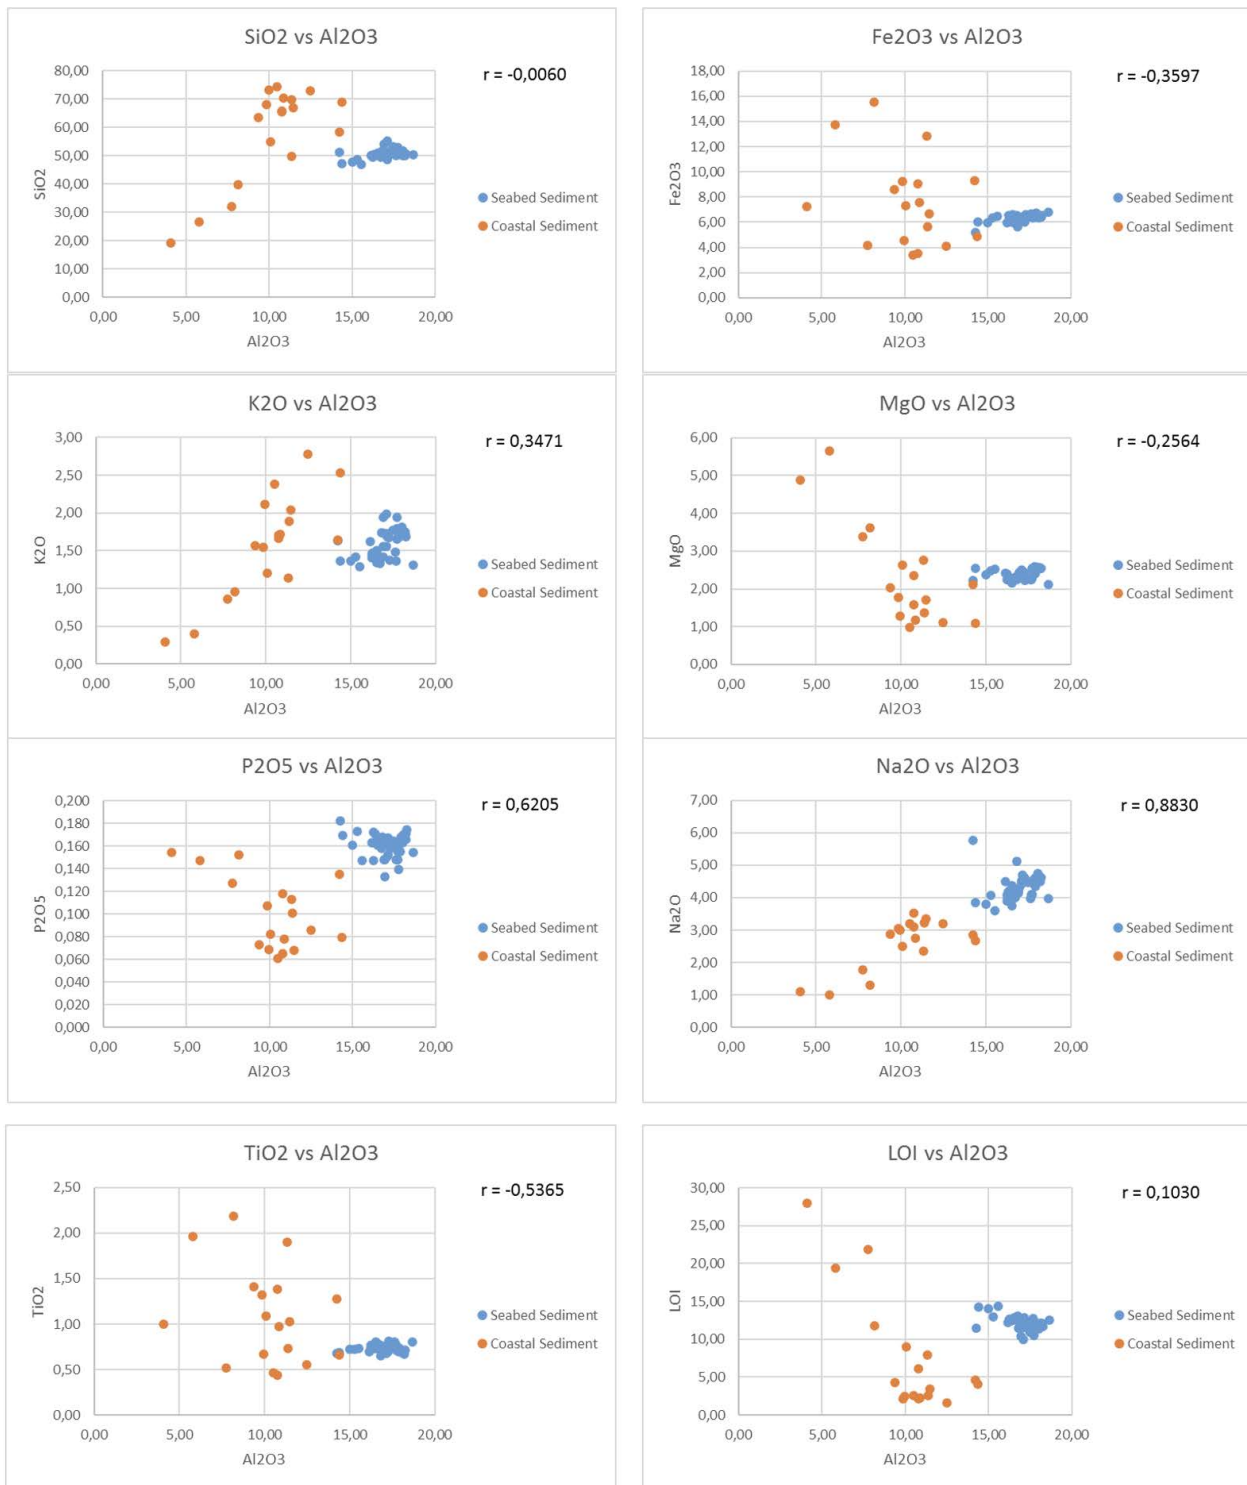 SiO2 vs Al2O3
r = -0,0060
80,00
70,00
60,00
50,00
40,00
30,00
20,00
10,00
0,00
SiO2
0,00 5,00 10,00 15,00 20,00
Al2O3
Seabed Sediment
Coastal Sediment
Fe2O3 vs Al2O3
r = -0,3597
18,00
16,00
14,00
12,00
10,00
8,00
6,00
4,00
2,00
0,00
Fe2O3
0,00 5,00 10,00 15,00 20,00
Al2O3
Seabed Sediment
Coastal Sediment
K2O vs Al2O3
r = 0,3471
3,00
2,50
2,00
1,50
1,00
0,50
0,00
K2O
0,00 5,00 10,00 15,00 20,00
Al2O3
Seabed Sediment
Coastal Sediment
MgO vs Al2O3
r = -0,2564
6,00
5,00
4,00
3,00
2,00
1,00
0,00
MgO
0,00 5,00 10,00 15,00 20,00
Al2O3
Seabed Sediment
Coastal Sediment
P2O5 vs Al2O3
r = 0,6205
0,200
0,180
0,160
0,140
0,120
0,100
0,080
0,060
0,040
0,020
0,000
P2O5
0,00 5,00 10,00 15,00 20,00
Al2O3
Seabed Sediment
Coastal Sediment
Na2O vs Al2O3
r = 0,8830
7,00
6,00
5,00
4,00
3,00
2,00
1,00
0,00
Na2O
0,00 5,00 10,00 15,00 20,00
Al2O3
Seabed Sediment
Coastal Sediment
TiO2 vs Al2O3
r = -0,5365
2,50
2,00
1,50
1,00
0,50
0,00
TiO2
0,00 5,00 10,00 15,00 20,00
Al2O3
Seabed Sediment
Coastal Sediment
LOI vs Al2O3
r = 0,1030
30,00
25,00
20,00
15,00
10,00
5,00
0,00
LOI
0,00 5,00 10,00 15,00 20,00
Al2O3
Seabed Sediment
Coastal Sediment